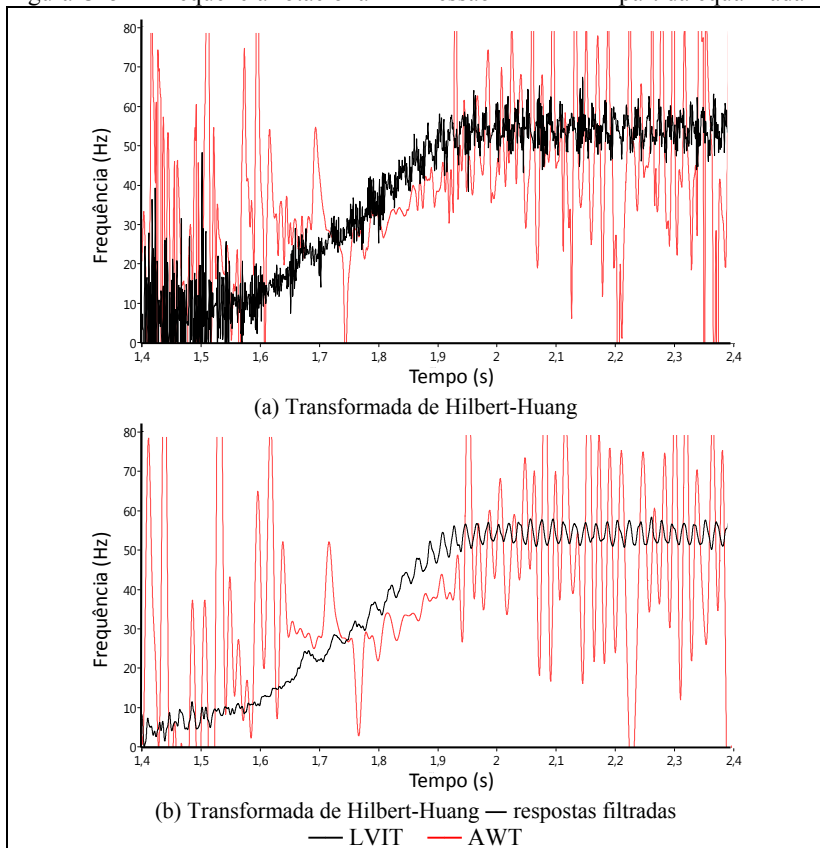 80
70
60
50
40
30
20
10
0
Frequência (Hz)
1,4 1,5 1,6 1,7 1,8 1,9 2 2,1 2,2 2,3 2,4
Tempo (s)
(a) Transformada de Hilbert-Huang
80
70
60
50
40
30
20
10
0
Frequência (Hz)
1,4 1,5 1,6 1,7 1,8 1,9 2 2,1 2,2 2,3 2,4
Tempo (s)
(b) Transformada de Hilbert-Huang — respostas filtradas
LVIT AWT